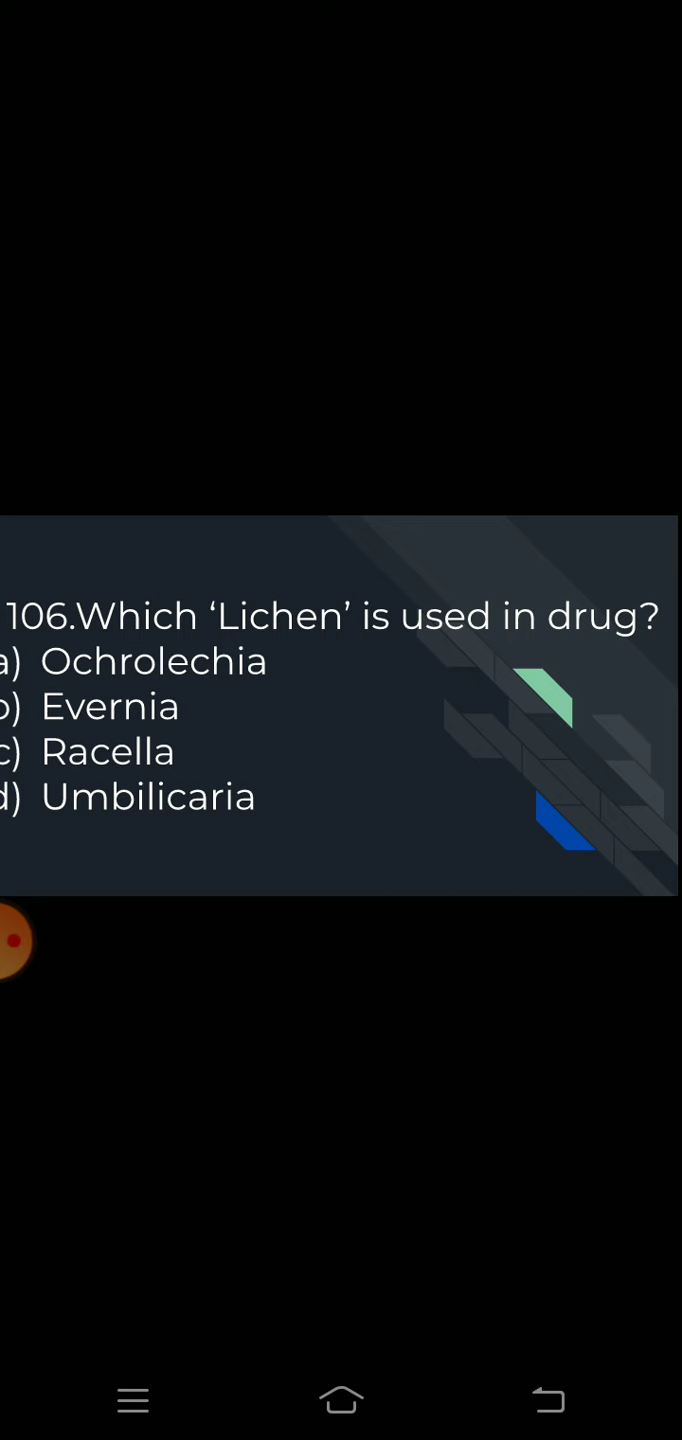 106.Which ‘Lichen’ is used in drug?
a) Ochrolechia
b) Evernia
c) Racella
d) Umbilicaria